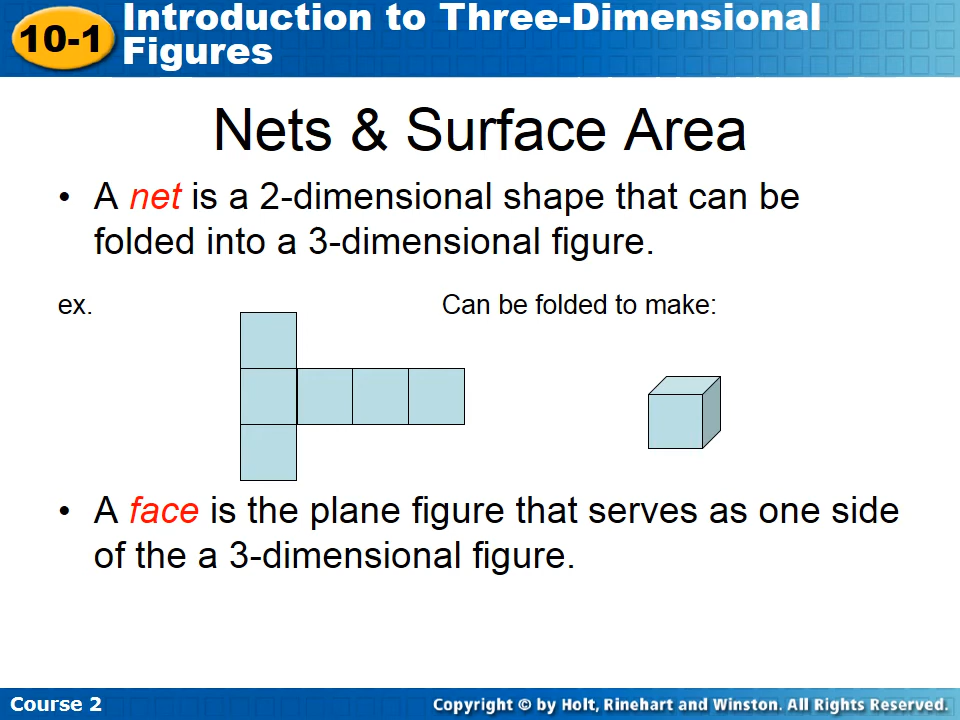 10-1
Introduction to Three-Dimensional
Figures
Nets & Surface Area
• A net is a 2-dimensional shape that can be
folded into a 3-dimensional figure.
ex.
Can be folded to make:
• A face is the plane figure that serves as one side
of the a 3-dimensional figure.
Course 2
Copyright © by Holt, Rinehart and Winston. All Rights Reserved.